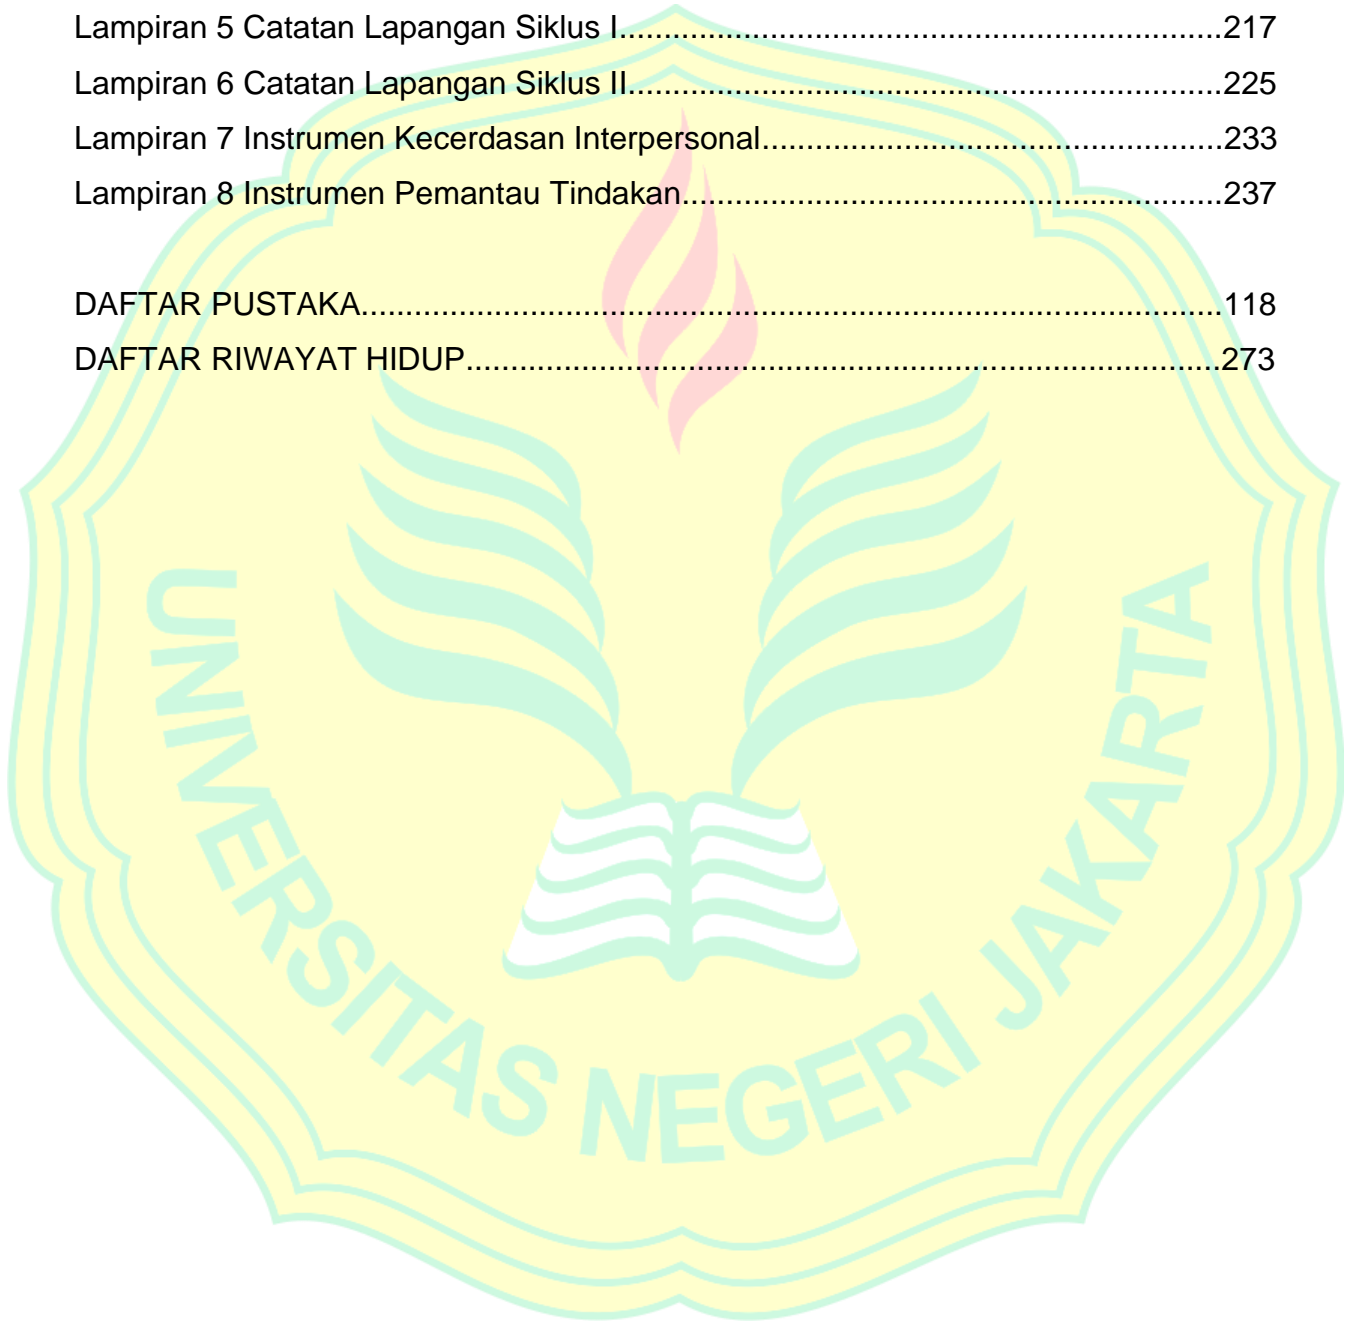 Lampiran 5 Catatan Lapangan Siklus I......................................................................217
Lampiran 6 Catatan Lapangan Siklus II.....................................................................225
Lampiran 7 Instrumen Kecerdasan Interpersonal.....................................................233
Lampiran 8 Instrumen Pemantau Tindakan..............................................................237
DAFTAR PUSTAKA....................................................................................................118
DAFTAR RIWAYAT HIDUP.......................................................................................273
UNIVERSITAS NEGERI JAKARTA